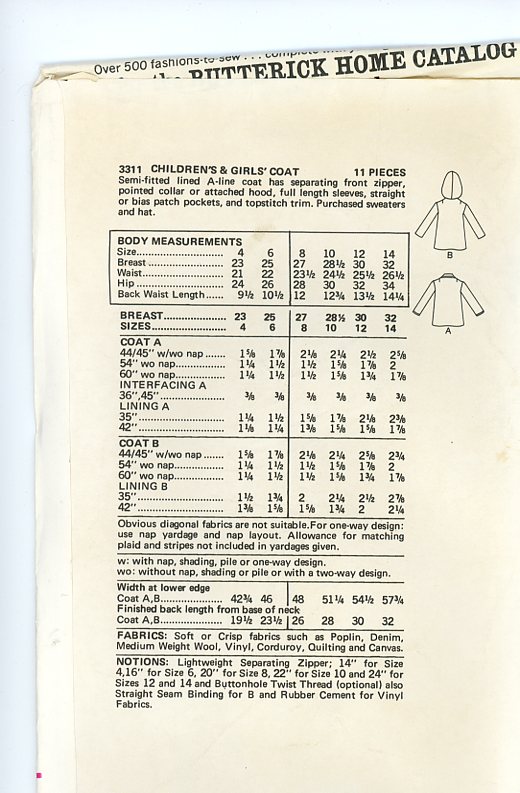 Over 500 fashions-to-sew . . . complete
the BUTTERICK HOME CATALOG
3311 CHILDREN'S & GIRLS' COAT 11 PIECES
Semi-fitted lined A-line coat has separating front zipper,
pointed collar or attached hood, full length sleeves, straight
or bias patch pockets, and topstitch trim. Purchased sweaters
and hat.
BODY MEASUREMENTS
Size 4 6 8 10 12 14
Breast 23 25 27 28½ 30 32
Waist 21 22 23½ 24½ 25½ 26½
Hip 24 26 28 30 32 34
Back Waist Length 9½ 10½ 12 12¾ 13½ 14¼
BREAST 23 25 27 28½ 30 32
SIZES 4 6 8 10 12 14
COAT A
44/45" w/wo nap 1⅝ 1⅞ 2⅛ 2¼ 2½ 2⅝
54" wo nap 1¼ 1½ 1½ 1⅝ 1⅞ 2
60" wo nap 1¼ 1½ 1½ 1⅝ 1¾ 1⅞
INTERFACING A
36",45" ⅜ ⅜ ⅜ ⅜ ⅜ ⅜
LINING A
35" 1¼ 1½ 1⅝ 1⅞ 2⅛ 2⅜
42" 1⅛ 1¼ 1⅜ 1⅝ 1⅝ 1⅞
COAT B
44/45" w/wo nap 1⅝ 1⅞ 2⅛ 2¼ 2⅝ 2¾
54" wo nap 1¼ 1½ 1½ 1⅝ 1⅞ 2
60" wo nap 1¼ 1½ 1½ 1⅝ 1¾ 1⅞
LINING B
35" 1½ 1¾ 2 2¼ 2½ 2⅞
42" 1⅜ 1⅝ 1⅝ 1¾ 2 2¼
Obvious diagonal fabrics are not suitable.For one-way design:
use nap yardage and nap layout. Allowance for matching
plaid and stripes not included in yardages given.
w: with nap, shading, pile or one-way design.
wo: without nap, shading or pile or with a two-way design.
Width at lower edge
Coat A,B 42¾ 46 48 51¼ 54½ 57¾
Finished back length from base of neck
Coat A,B 19½ 23½ 26 28 30 32
FABRICS: Soft or Crisp fabrics such as Poplin, Denim,
Medium Weight Wool, Vinyl, Corduroy, Quilting and Canvas.
NOTIONS: Lightweight Separating Zipper; 14" for Size
4,16" for Size 6, 20" for Size 8, 22" for Size 10 and 24" for
Sizes 12 and 14 and Buttonhole Twist Thread (optional) also
Straight Seam Binding for B and Rubber Cement for Vinyl
Fabrics.
B
A